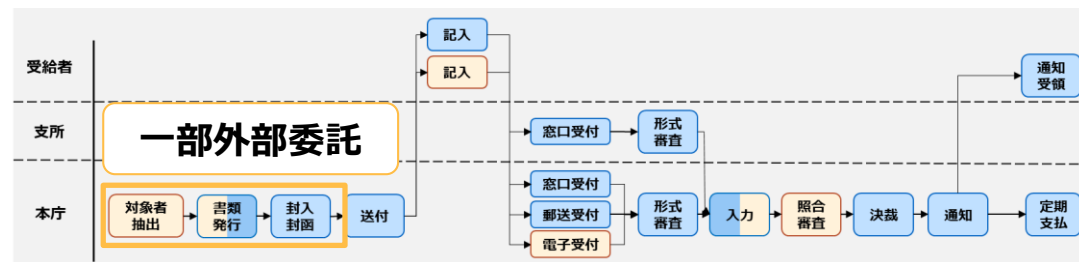 受給者
記入
記入
通知
受領
支所
一部外部委託
窓口受付
形式
審査
本庁
対象者
抽出
書類
発行
封入
封函
送付
窓口受付
郵送受付
電子受付
形式
審査
入力
照合
審査
決裁
通知
定期
支払